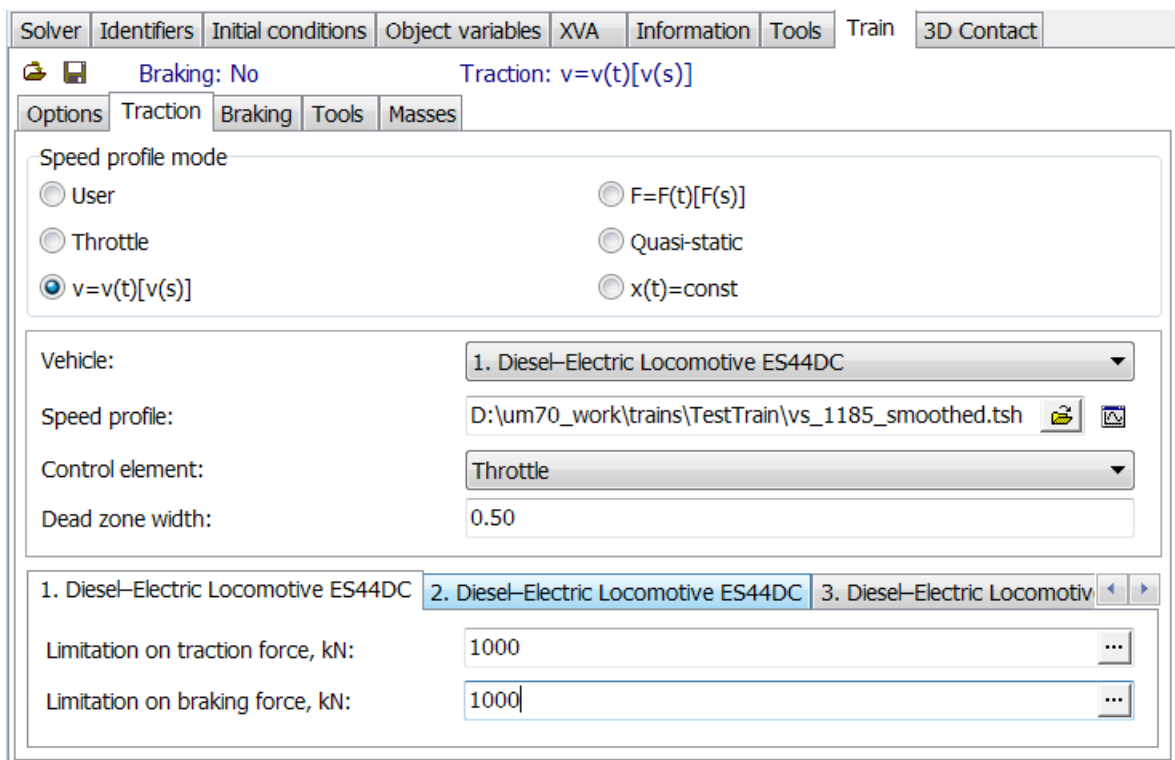 Solver Identifiers Initial conditions Object variables XVA Information Tools Train 3D Contact
Braking: No Traction: v=v(t)[v(s)]
Options Traction Braking Tools Masses
Speed profile mode
User F=F(t)[F(s)]
Throttle Quasi-static
v=v(t)[v(s)] x(t)=const
Vehicle: 1. Diesel–Electric Locomotive ES44DC
Speed profile: D:\um70_work\trains\TestTrain\vs_1185_smoothed.tsh
Control element: Throttle
Dead zone width: 0.50
1. Diesel–Electric Locomotive ES44DC 2. Diesel–Electric Locomotive ES44DC 3. Diesel–Electric Locomotiv
Limitation on traction force, kN: 1000 ...
Limitation on braking force, kN: 1000 ...